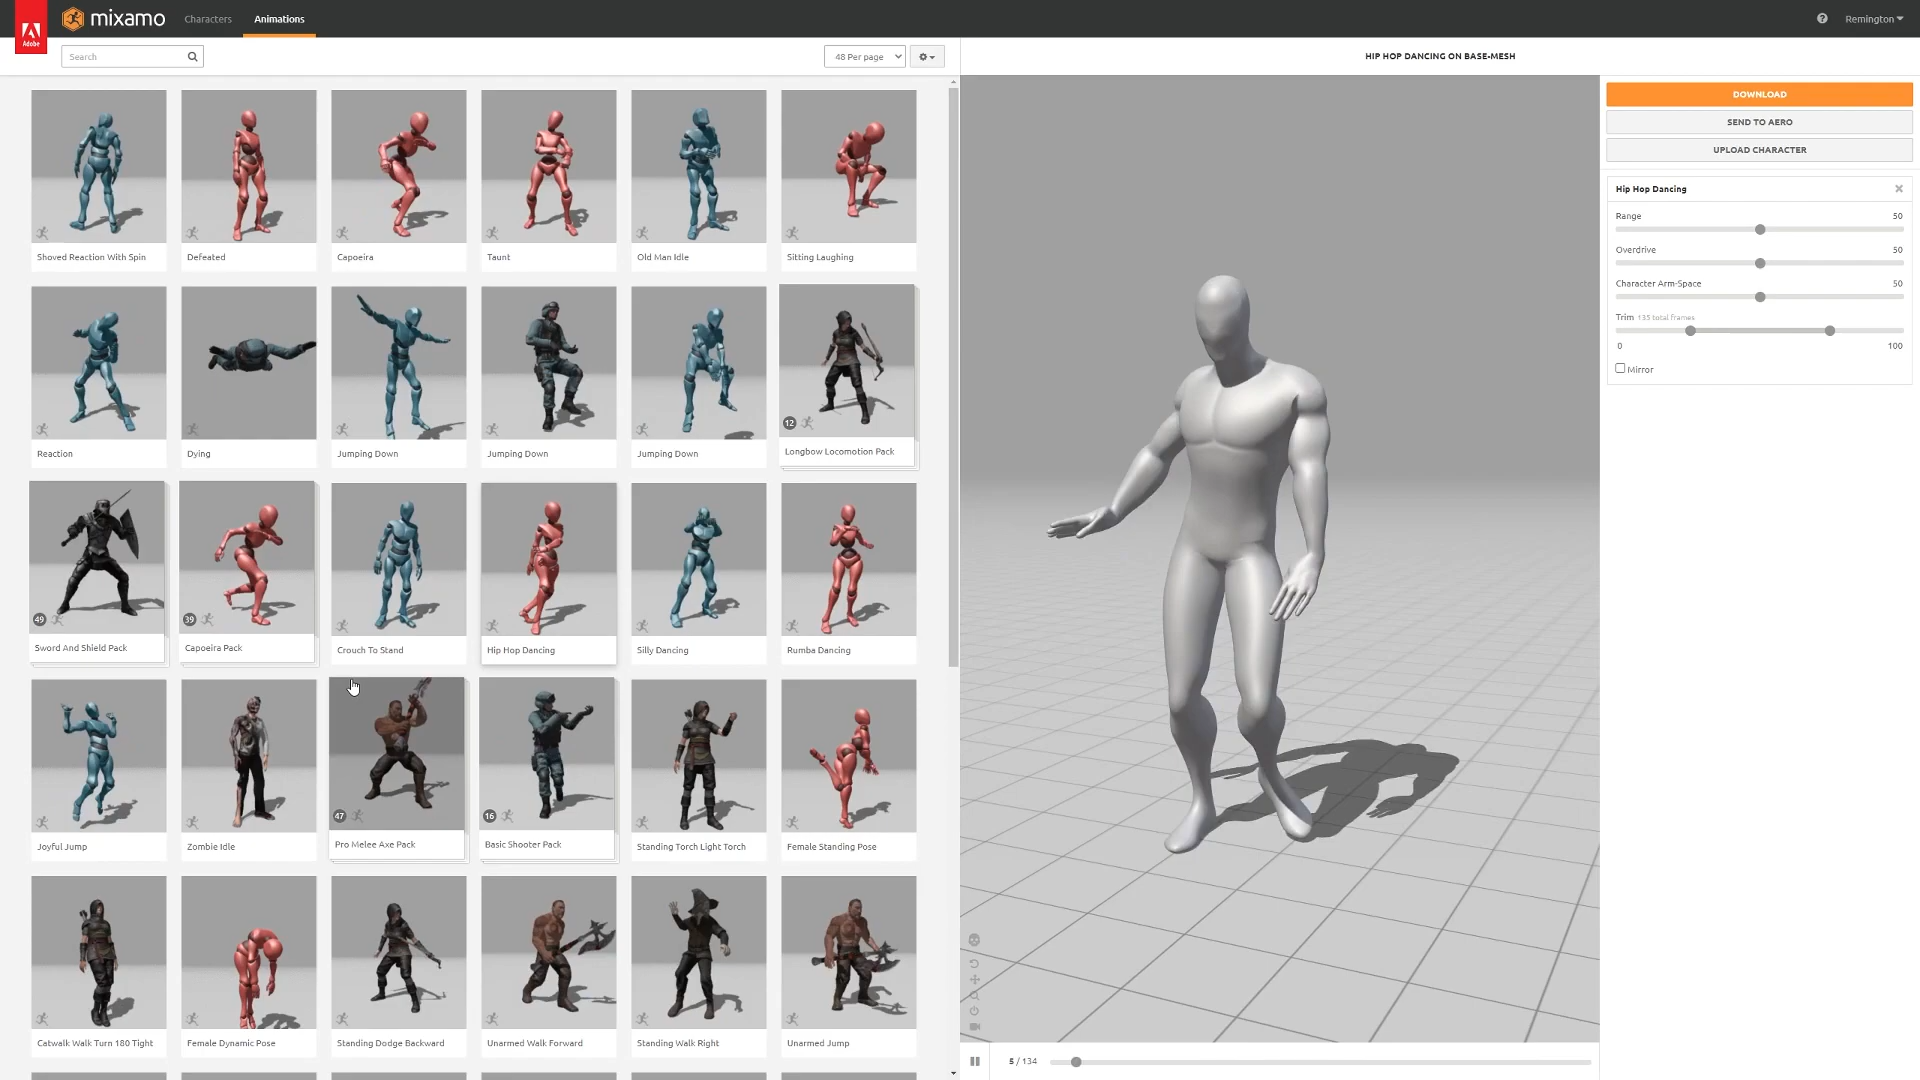 Adobe
mixamo
Characters
Animations
Remington
Search
48 Per page
HIP HOP DANCING ON BASE-MESH
Shoved Reaction With Spin
Defeated
Capoeira
Taunt
Old Man Idle
Sitting Laughing
Reaction
Dying
Jumping Down
Jumping Down
Jumping Down
12
Longbow Locomotion Pack
49
Sword And Shield Pack
39
Capoeira Pack
Crouch To Stand
Hip Hop Dancing
Silly Dancing
Rumba Dancing
Joyful Jump
Zombie Idle
47
Pro Melee Axe Pack
16
Basic Shooter Pack
Standing Torch Light Torch
Female Standing Pose
Catwalk Walk Turn 180 Tight
Female Dynamic Pose
Standing Dodge Backward
Unarmed Walk Forward
Standing Walk Right
Unarmed Jump
5 / 134
DOWNLOAD
SEND TO AERO
UPLOAD CHARACTER
Hip Hop Dancing
Range 50
Overdrive 50
Character Arm-Space 50
Trim 135 total frames
0 100
Mirror